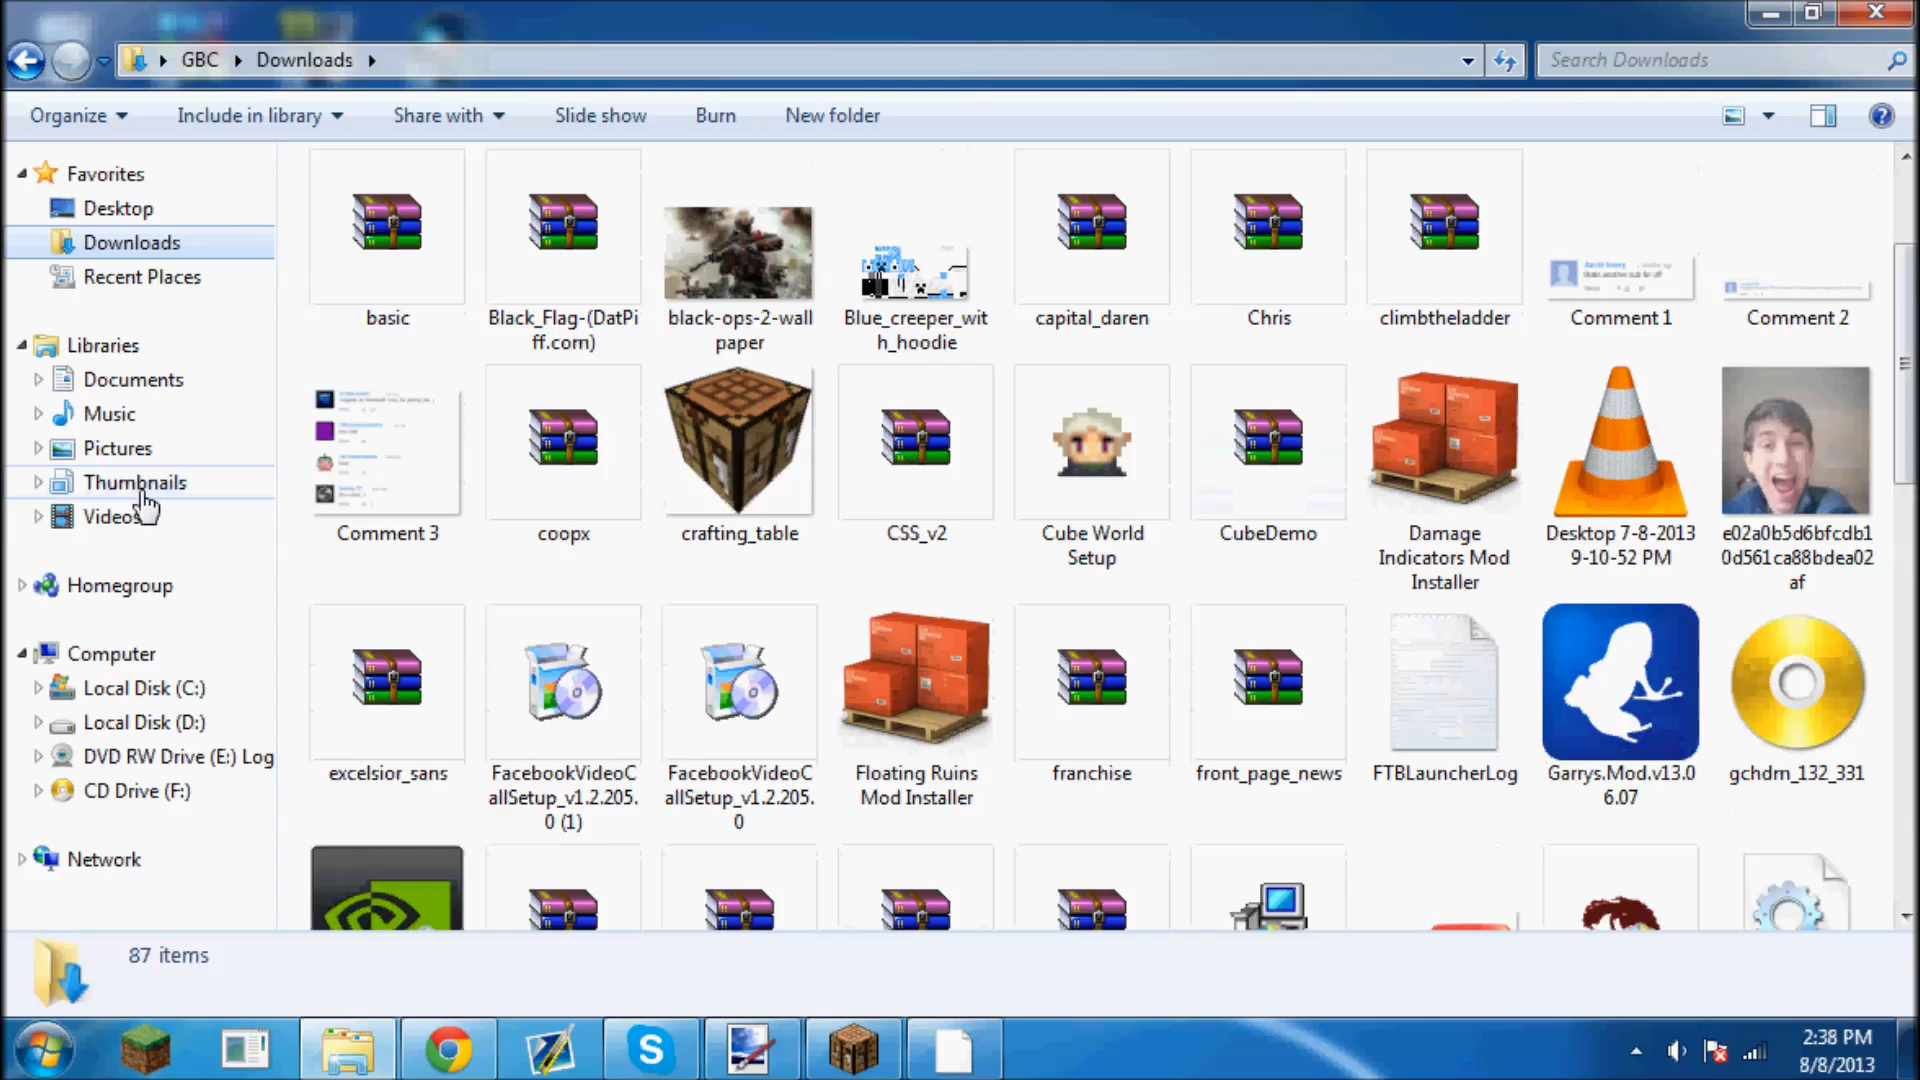 GBC Downloads
Search Downloads
Organize Include in library Share with Slide show Burn New folder
Favorites
Desktop
Downloads
Recent Places
Libraries
Documents
Music
Pictures
Thumbnails
Videos
Homegroup
Computer
Local Disk (C:)
Local Disk (D:)
DVD RW Drive (E:) Log
CD Drive (F:)
Network
basic
Black_Flag-(DatPi
ff.com)
black-ops-2-wall
paper
Blue_creeper_wit
h_hoodie
capital_daren
Chris
climbtheladder
Comment 1
Comment 2
Comment 3
coopx
crafting_table
CSS_v2
Cube World
Setup
CubeDemo
Damage
Indicators Mod
Installer
Desktop 7-8-2013
9-10-52 PM
e02a0b5d6bfcdb1
0d561ca88bdea02
af
excelsior_sans
FacebookVideoC
allSetup_v1.2.205.
0 (1)
FacebookVideoC
allSetup_v1.2.205.
0
Floating Ruins
Mod Installer
franchise
front_page_news
FTBLauncherLog
Garrys.Mod.v13.0
6.07
gchdm_132_331
87 items
2:38 PM
8/8/2013